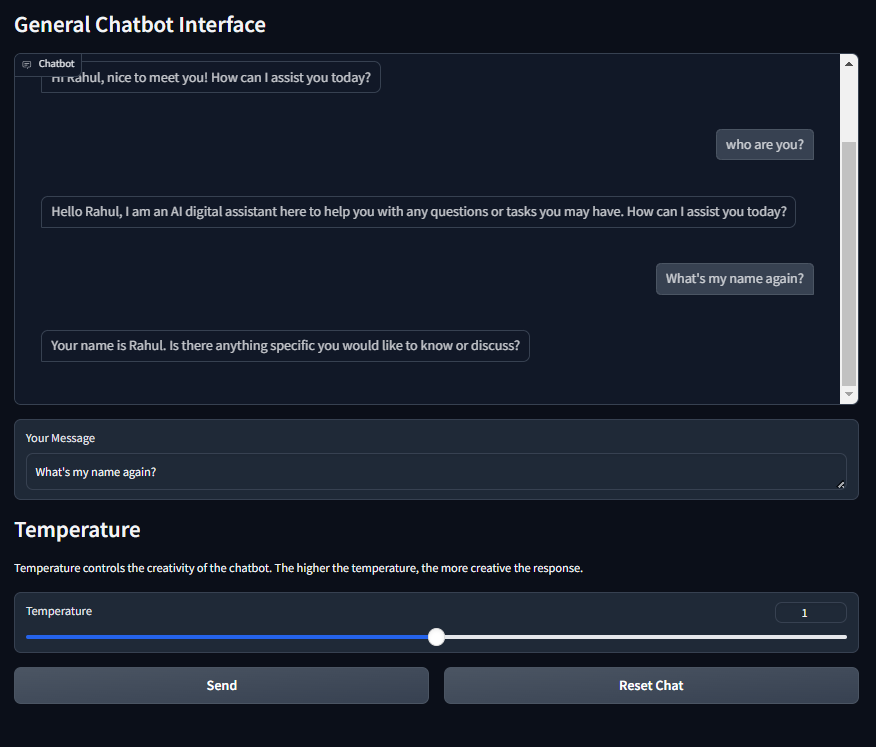 General Chatbot Interface
Chatbot
Hi Rahul, nice to meet you! How can I assist you today?
who are you?
Hello Rahul, I am an AI digital assistant here to help you with any questions or tasks you may have. How can I assist you today?
What's my name again?
Your name is Rahul. Is there anything specific you would like to know or discuss?
Your Message
What's my name again?
Temperature
Temperature controls the creativity of the chatbot. The higher the temperature, the more creative the response.
Temperature
1
Send
Reset Chat